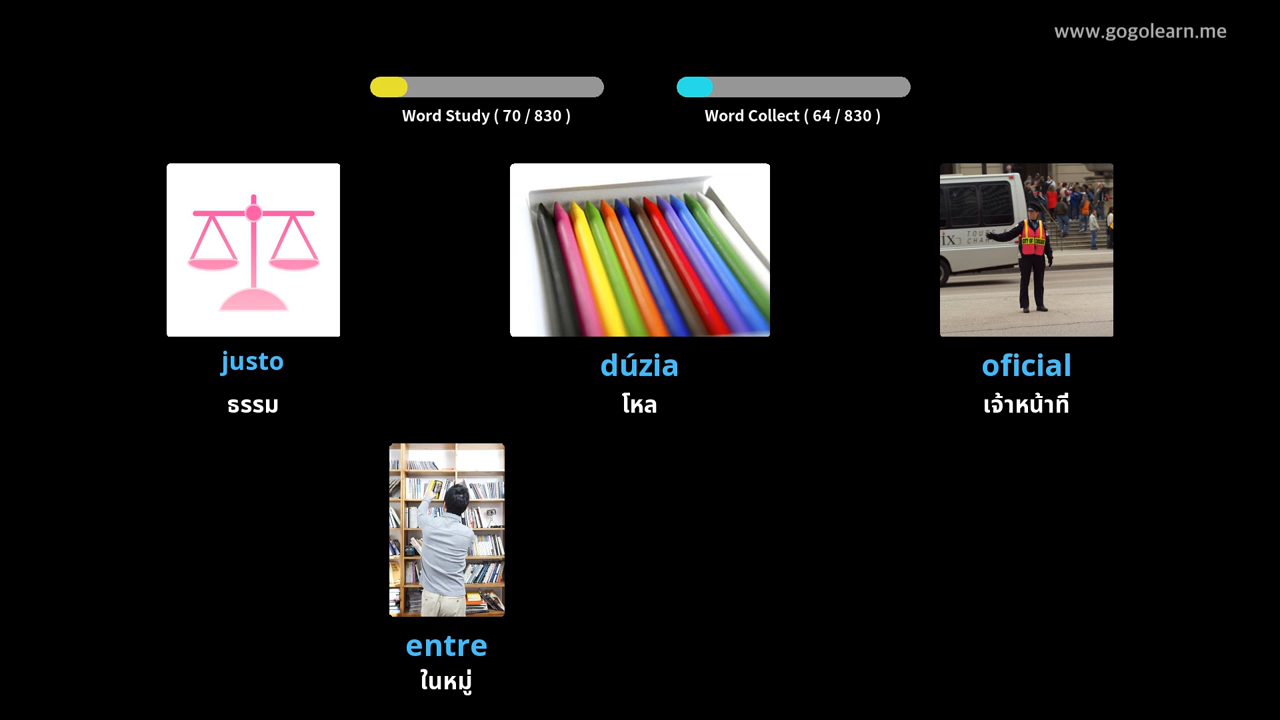 www.gogolearn.me
Word Study ( 70 / 830 )
Word Collect ( 64 / 830 )
justo
ธรรม
dúzia
โหล
oficial
เจ้าหน้าที่
entre
ในหมู่